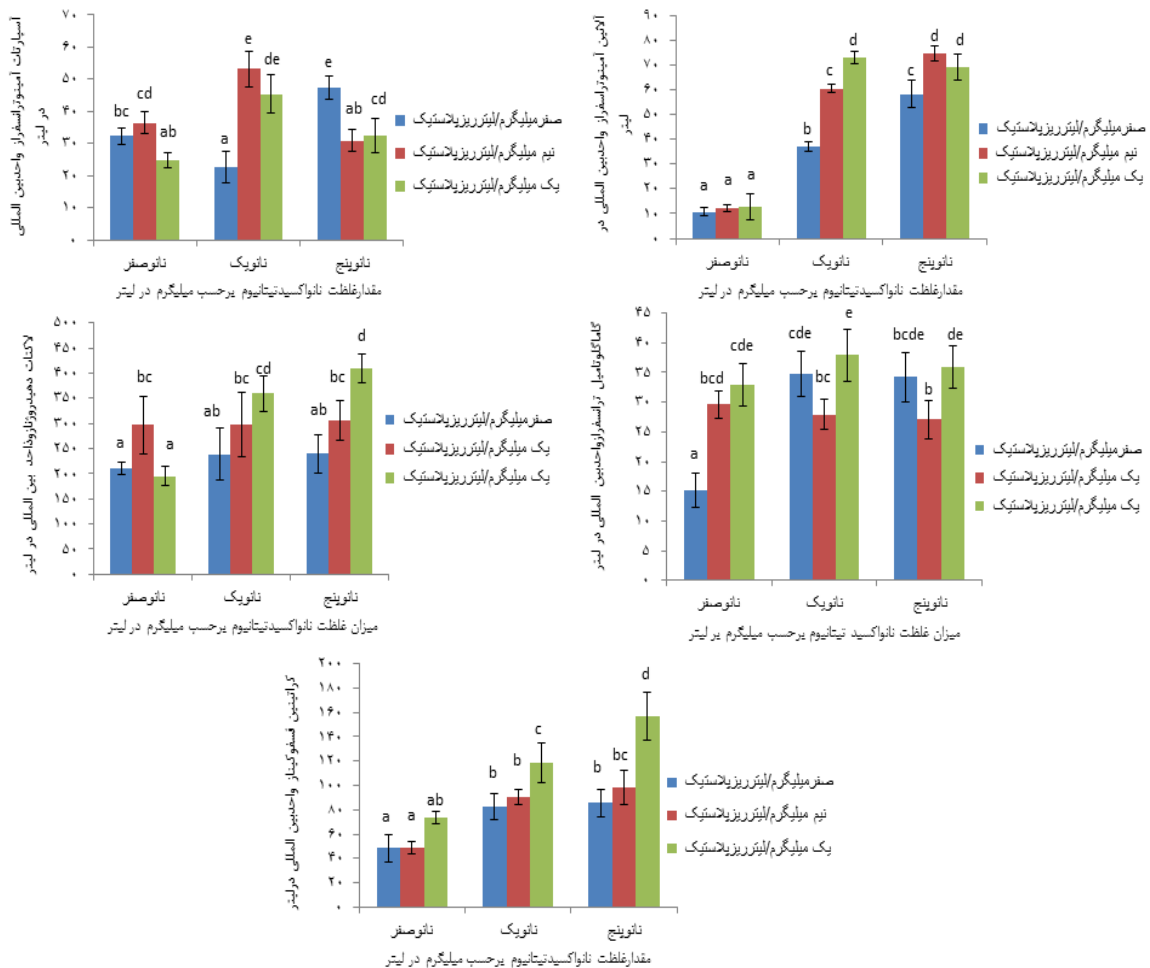 آسپارتات آمینوترانسفراز واحدبین المللی
در لیتر
۷۰
۶۰
۵۰
۴۰
۳۰
۲۰
۱۰
۰
bc
cd
ab
a
e
de
e
ab
cd
نانوصفر
نانویک
نانوپنج
مقدارغلظت نانواکسیدتیتانیوم برحسب میلیگرم در لیتر
صفرمیلیگرم/لیترریزپلاستیک
نیم میلیگرم/لیترریزپلاستیک
یک میلیگرم/لیترریزپلاستیک
آلانین آمینوترانسفراز واحدبین المللی در
لیتر
۹۰
۸۰
۷۰
۶۰
۵۰
۴۰
۳۰
۲۰
۱۰
۰
a
a
a
b
c
d
c
d
d
نانوصفر
نانویک
نانوپنج
مقدارغلظت نانواکسیدتیتانیوم برحسب میلیگرم در لیتر
صفرمیلیگرم/لیترریزپلاستیک
نیم میلیگرم/لیترریزپلاستیک
یک میلیگرم/لیترریزپلاستیک
لاکتات دهیدروژنازوذاحد بین المللی در لیتر
۵۰۰
۴۵۰
۴۰۰
۳۵۰
۳۰۰
۲۵۰
۲۰۰
۱۵۰
۱۰۰
۵۰
۰
a
bc
a
ab
bc
cd
ab
bc
d
نانوصفر
نانویک
نانوپنج
میزان غلظت نانواکسیدتیتانیوم برحسب میلیگرم در لیتر
صفرمیلیگرم/لیترریزپلاستیک
یک میلیگرم/لیترریزپلاستیک
یک میلیگرم/لیترریزپلاستیک
گاماگلوتامیل ترانسفرازواحدبین المللی در لیتر
۴۵
۴۰
۳۵
۳۰
۲۵
۲۰
۱۵
۱۰
۵
۰
a
bcd
cde
cde
bc
e
bcde
b
de
نانوصفر
نانویک
نانوپنج
میزان غلظت نانواکسید تیتانیوم برحسب میلیگرم بر لیتر
صفرمیلیگرم/لیترریزپلاستیک
یک میلیگرم/لیترریزپلاستیک
یک میلیگرم/لیترریزپلاستیک
کراتینین فسفوکیناز واحدبین المللی درلیتر
۲۰۰
۱۸۰
۱۶۰
۱۴۰
۱۲۰
۱۰۰
۸۰
۶۰
۴۰
۲۰
۰
a
a
ab
b
b
c
b
bc
d
نانوصفر
نانویک
نانوپنج
مقدارغلظت نانواکسیدتیتانیوم برحسب میلیگرم در لیتر
صفرمیلیگرم/لیترریزپلاستیک
نیم میلیگرم/لیترریزپلاستیک
یک میلیگرم/لیترریزپلاستیک